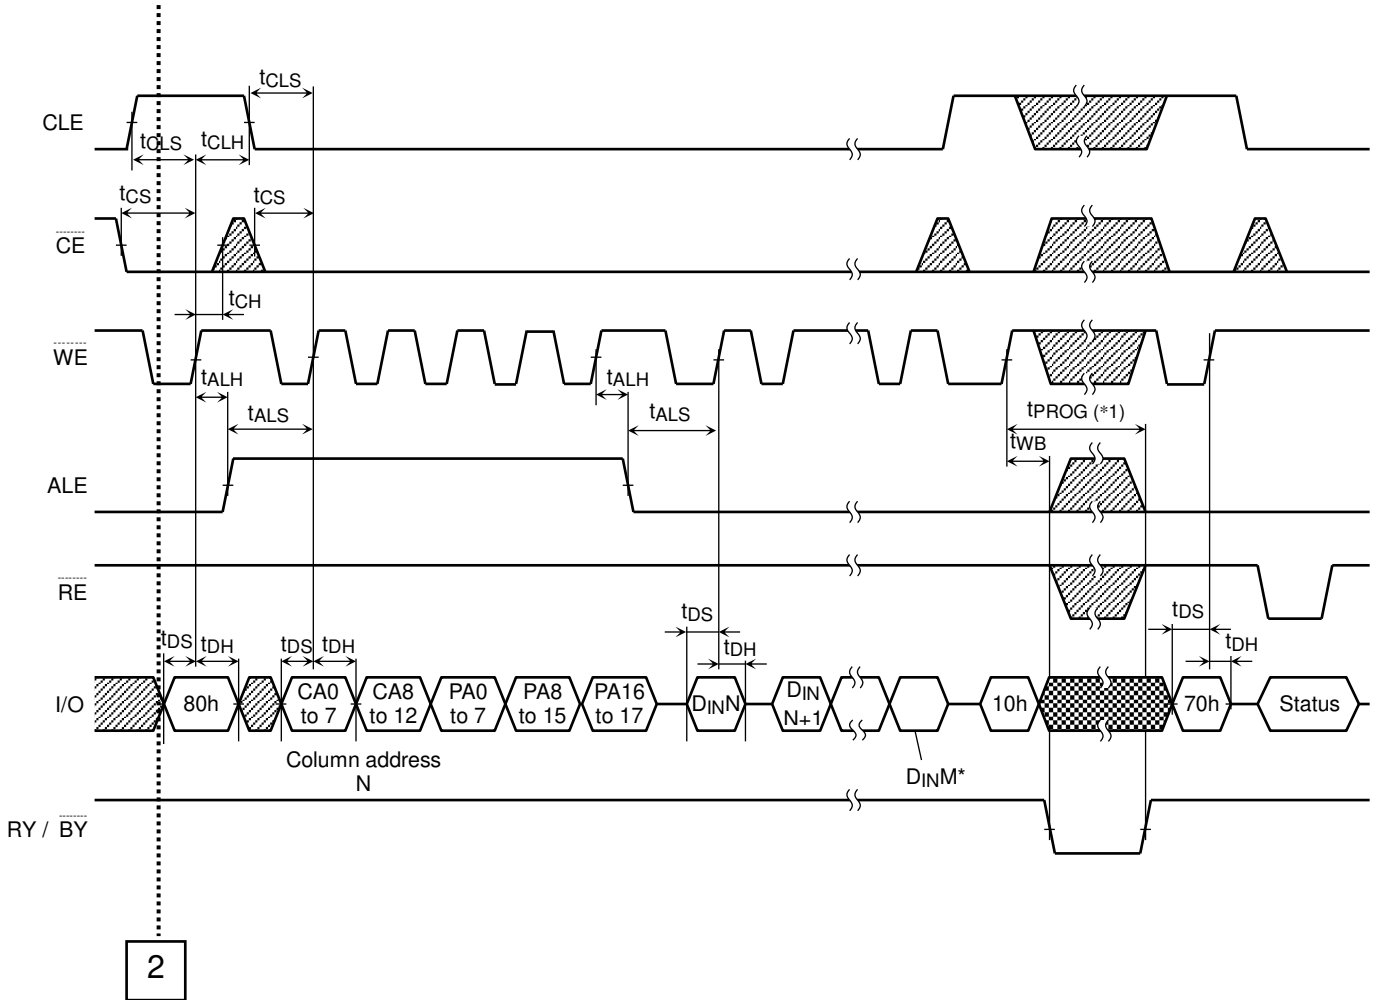 tCLS
CLE
tCLS
tCLH
tCS
tCS
CE
tCH
WE
tALH
tALH
tALS
tALS
tPROG (*1)
tWB
ALE
RE
tDS
tDH
tDS
tDH
tDS
tDH
tDS
tDH
I/O
80h
CA0
to 7
CA8
to 12
PA0
to 7
PA8
to 15
PA16
to 17
DINN
DIN
N+1
10h
70h
Status
Column address
N
DINM*
RY / BY
2